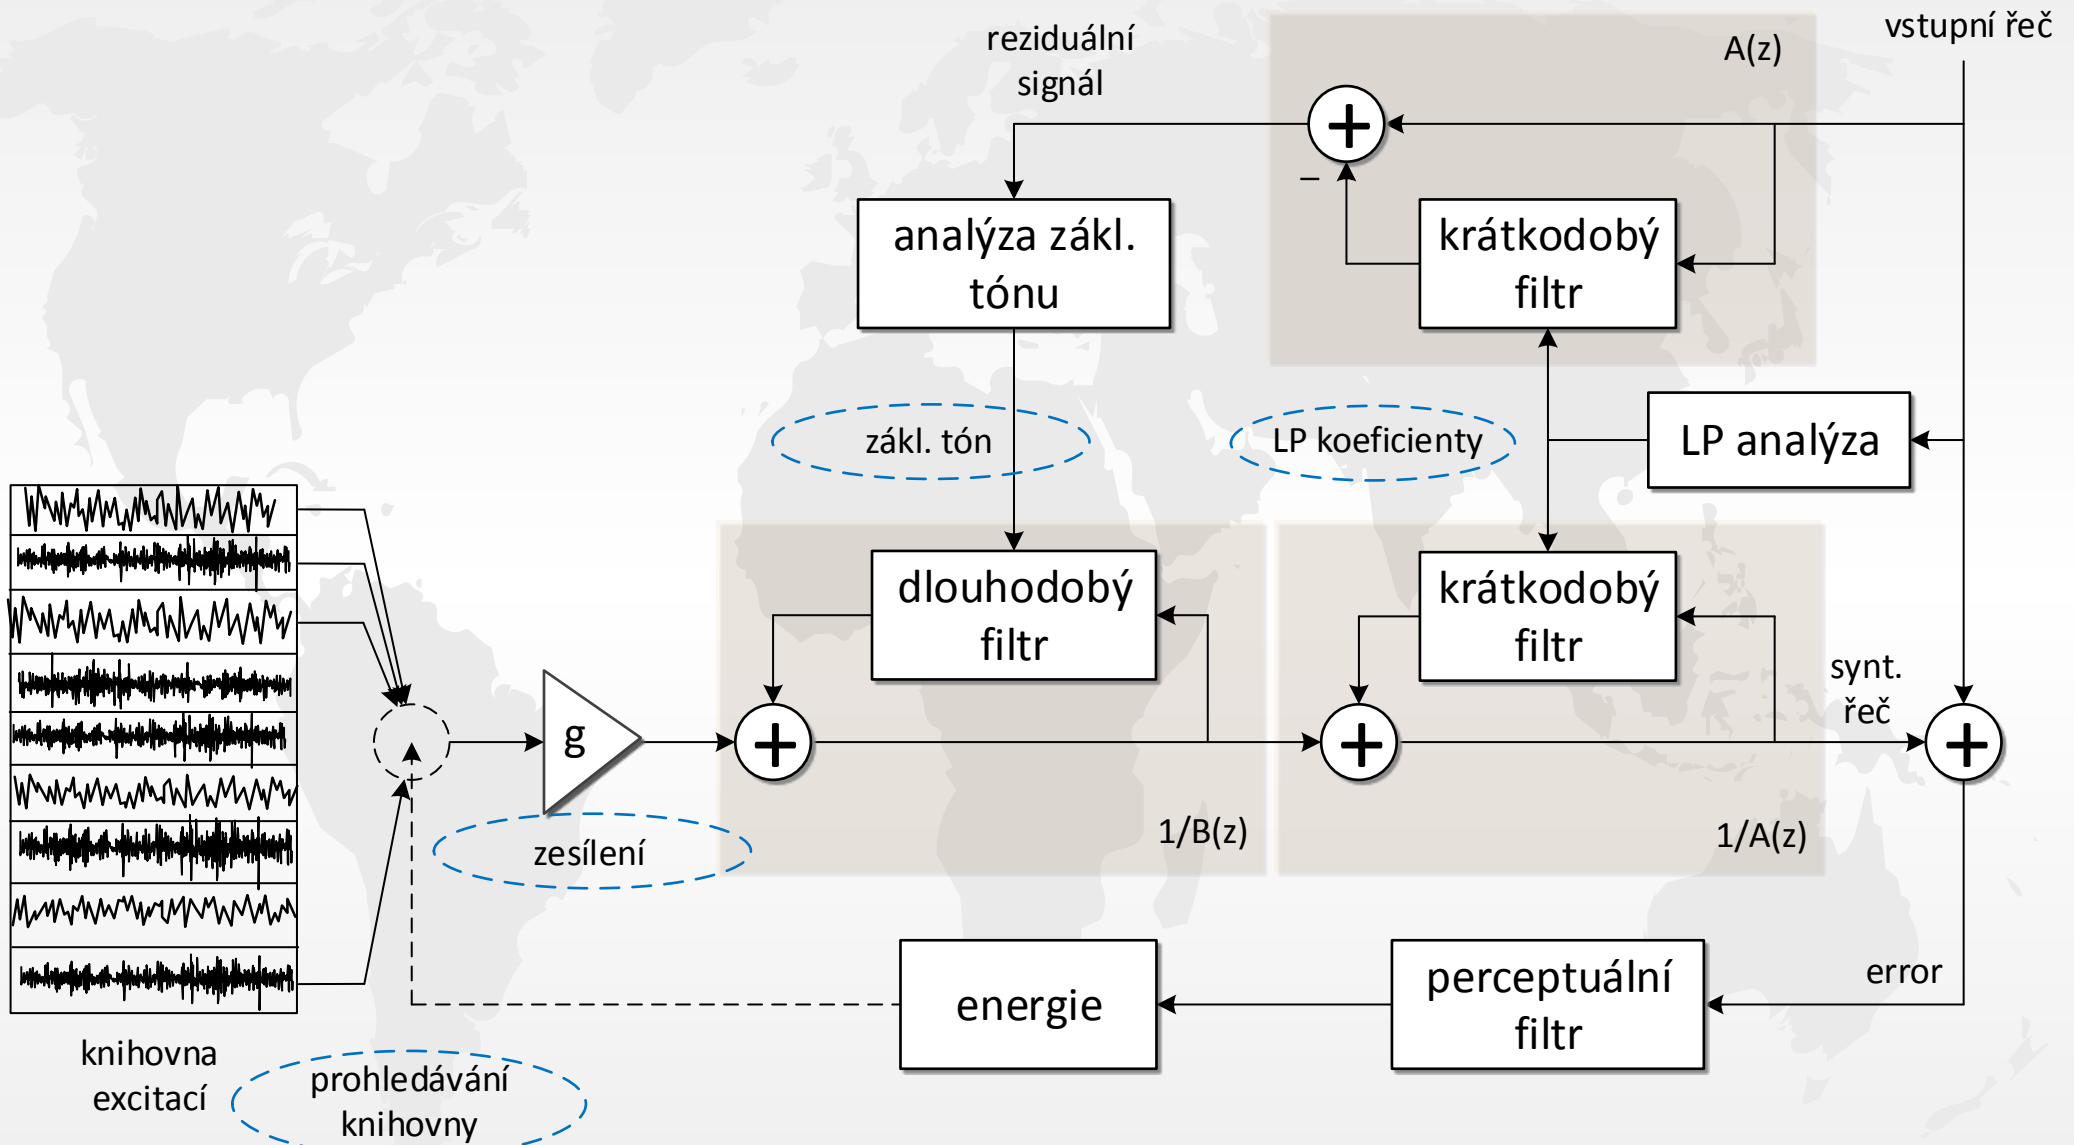 vstupní řeč
reziduální
signál
A(z)
+
–
analýza zákl.
tónu
krátkodobý
filtr
zákl. tón
LP koeficienty
LP analýza
dlouhodobý
filtr
krátkodobý
filtr
synt.
řeč
g
+
+
+
zesílení
1/B(z)
1/A(z)
energie
perceptuální
filtr
error
knihovna
excitací
prohledávání
knihovny